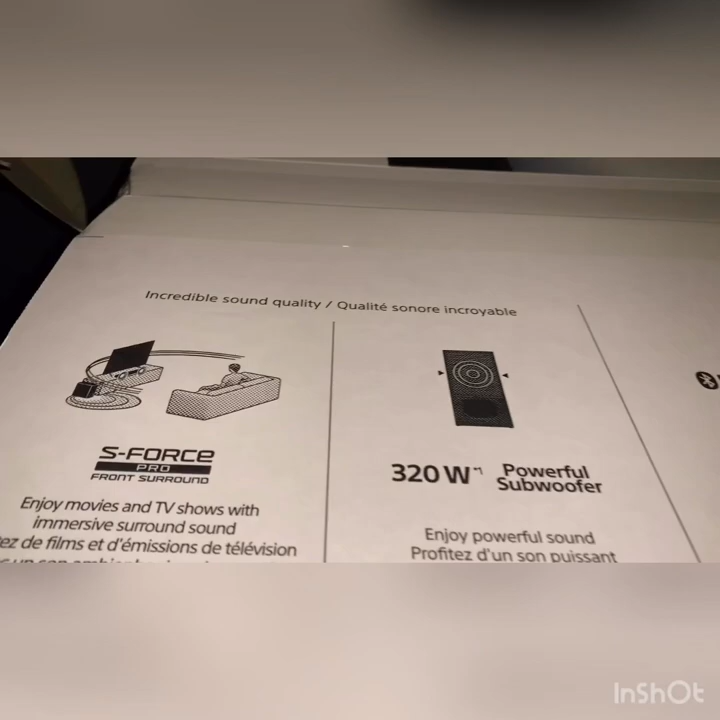 Incredible sound quality / Qualité sonore incroyable
S-FORCE
PRO
FRONT SURROUND
Enjoy movies and TV shows with
immersive surround sound
de films et d'émissions de télévision
320 W*1 Powerful
Subwoofer
Enjoy powerful sound
Profitez d'un son puissant
InShOt